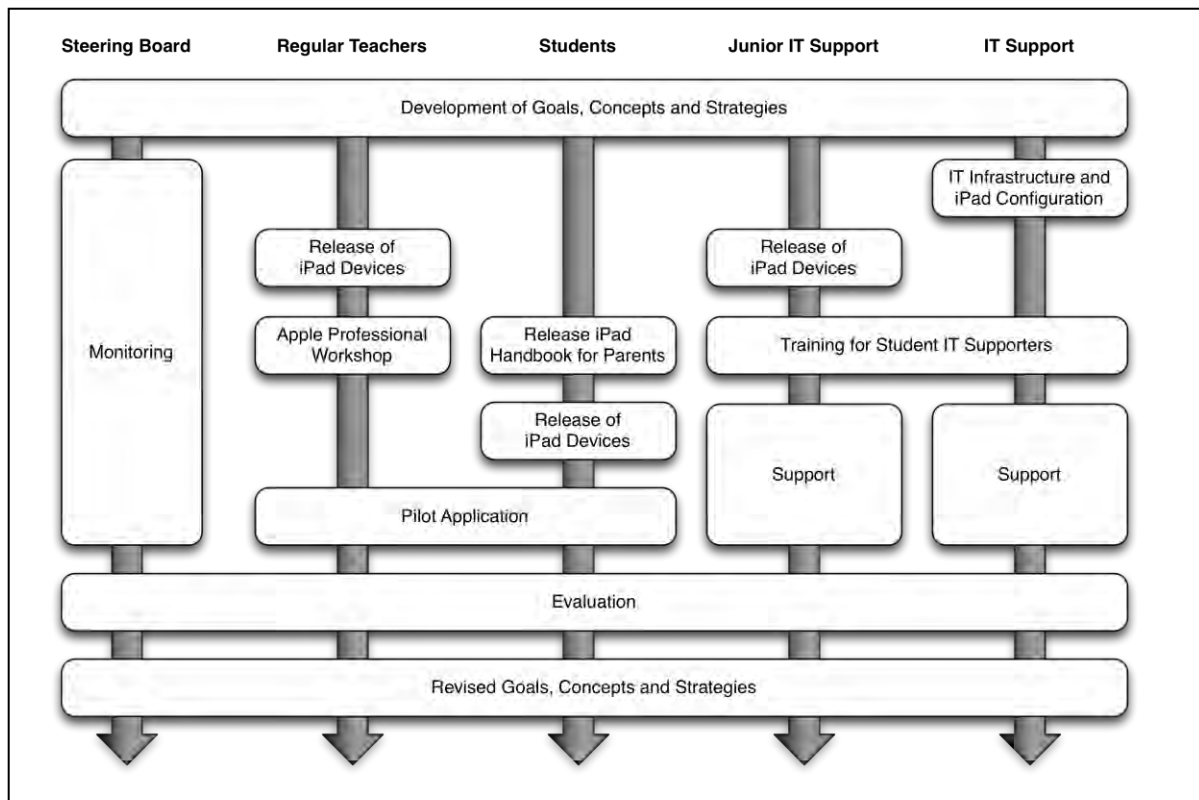 Steering Board
Regular Teachers
Students
Junior IT Support
IT Support
Development of Goals, Concepts and Strategies
IT Infrastructure and
iPad Configuration
Release of
iPad Devices
Release of
iPad Devices
Monitoring
Apple Professional
Workshop
Release iPad
Handbook for Parents
Training for Student IT Supporters
Release of
iPad Devices
Support
Support
Pilot Application
Evaluation
Revised Goals, Concepts and Strategies